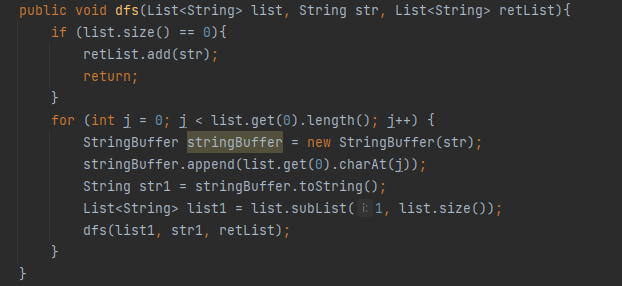 public void dfs(List<String> list, String str, List<String> retList){
    if (list.size() == 0){
        retList.add(str);
        return;
    }
    for (int j = 0; j < list.get(0).length(); j++) {
        StringBuffer stringBuffer = new StringBuffer(str);
        stringBuffer.append(list.get(0).charAt(j));
        String str1 = stringBuffer.toString();
        List<String> list1 = list.subList( i: 1, list.size());
        dfs(list1, str1, retList);
    }
}